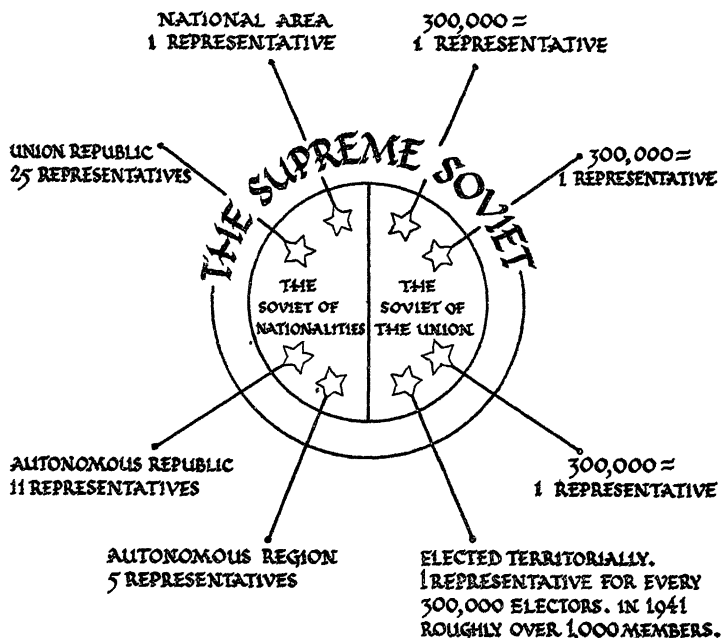 NATIONAL AREA
1 REPRESENTATIVE
300,000 =
1 REPRESENTATIVE
UNION REPUBLIC
25 REPRESENTATIVES
THE SUPREME SOVIET
300,000 =
1 REPRESENTATIVE
THE
SOVIET OF
NATIONALITIES
THE
SOVIET OF
THE UNION
AUTONOMOUS REPUBLIC
11 REPRESENTATIVES
300,000 =
1 REPRESENTATIVE
AUTONOMOUS REGION
5 REPRESENTATIVES
ELECTED TERRITORIALLY.
1 REPRESENTATIVE FOR EVERY
300,000 ELECTORS. IN 1941
ROUGHLY OVER 1,000 MEMBERS.